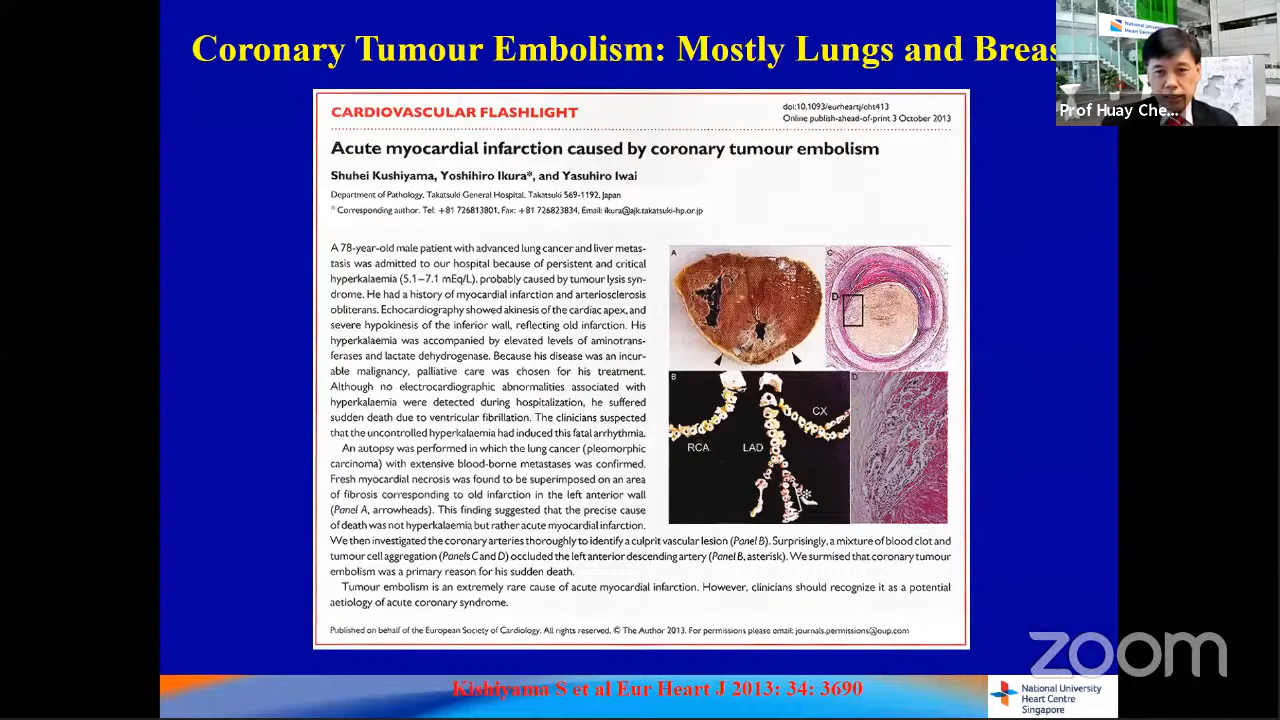 Coronary Tumour Embolism: Mostly Lungs and Breas
National University
Heart Centre
Prof Huay Che...
CARDIOVASCULAR FLASHLIGHT
doi:10.1093/eurheartj/eht413
Online publish-ahead-of-print 3 October 2013
Acute myocardial infarction caused by coronary tumour embolism
Shuhei Kushiyama, Yoshihiro Ikura*, and Yasuhiro Iwai
Department of Pathology, Takatsuki General Hospital, Takatsuki 569-1192, Japan
* Corresponding author. Tel: +81 726813801, Fax: +81 726823834, Email: ikura@ajk.takatsuki-hp.or.jp
A 78-year-old male patient with advanced lung cancer and liver metas-
tasis was admitted to our hospital because of persistent and critical
hyperkalaemia (5.1–7.1 mEq/L), probably caused by tumour lysis syn-
drome. He had a history of myocardial infarction and arteriosclerosis
obliterans. Echocardiography showed akinesis of the cardiac apex, and
severe hypokinesis of the inferior wall, reflecting old infarction. His
hyperkalaemia was accompanied by elevated levels of aminotrans-
ferases and lactate dehydrogenase. Because his disease was an incur-
able malignancy, palliative care was chosen for his treatment.
Although no electrocardiographic abnormalities associated with
hyperkalaemia were detected during hospitalization, he suffered
sudden death due to ventricular fibrillation. The clinicians suspected
that the uncontrolled hyperkalaemia had induced this fatal arrhythmia.
An autopsy was performed in which the lung cancer (pleomorphic
carcinoma) with extensive blood-borne metastases was confirmed.
Fresh myocardial necrosis was found to be superimposed on an area
of fibrosis corresponding to old infarction in the left anterior wall
(Panel A, arrowheads). This finding suggested that the precise cause
of death was not hyperkalaemia but rather acute myocardial infarction.
We then investigated the coronary arteries thoroughly to identify a culprit vascular lesion (Panel B). Surprisingly, a mixture of blood clot and
tumour cell aggregation (Panels C and D) occluded the left anterior descending artery (Panel B, asterisk). We surmised that coronary tumour
embolism was a primary reason for his sudden death.
Tumour embolism is an extremely rare cause of acute myocardial infarction. However, clinicians should recognize it as a potential
aetiology of acute coronary syndrome.
A
C
D
B
D
RCA
LAD
CX
*
Published on behalf of the European Society of Cardiology. All rights reserved. © The Author 2013. For permissions please email: journals.permissions@oup.com
Kishiyama S et al Eur Heart J 2013: 34: 3690
National University
Heart Centre
Singapore
zoom